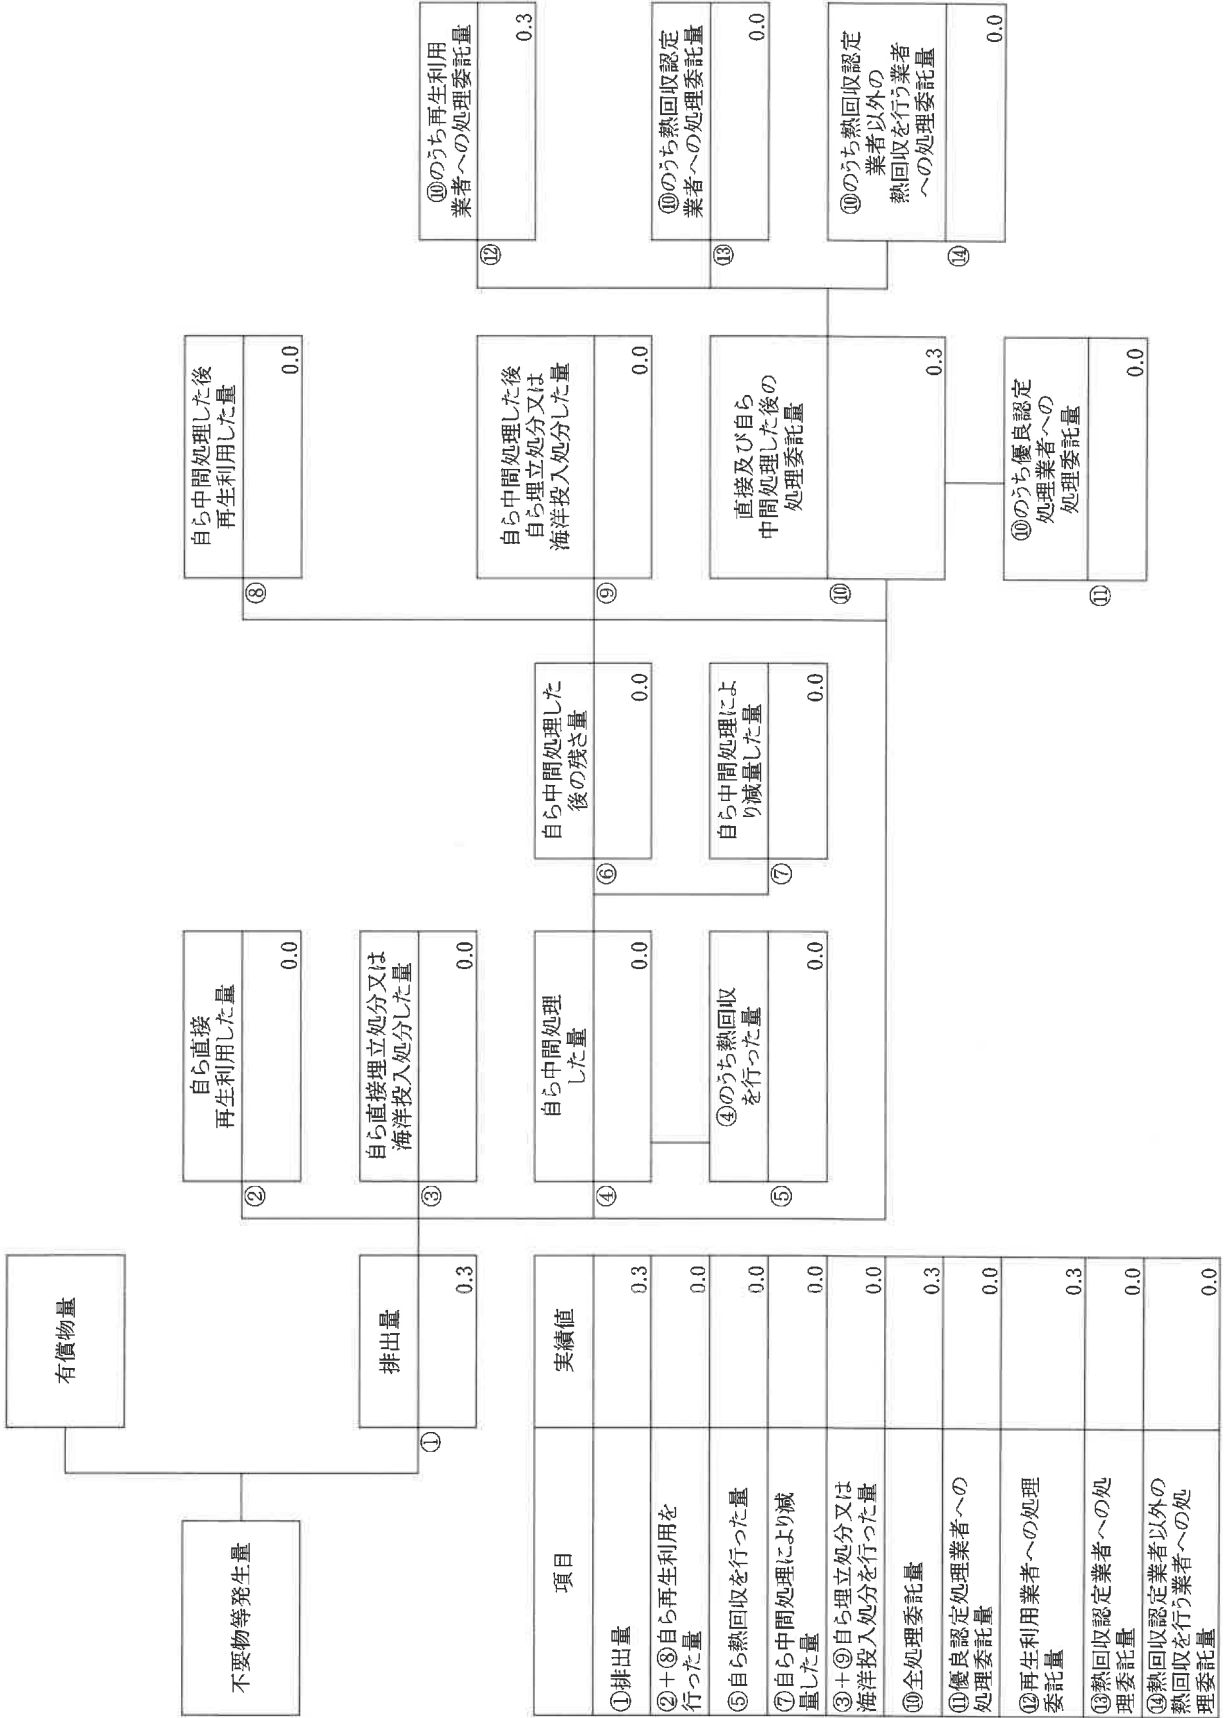 不要物等発生量
有償物量
①
排出量
0.3
②
自ら直接
再生利用した量
0.0
③
自ら直接埋立処分又は
海洋投入処分した量
0.0
④
自ら中間処理
した量
0.0
⑤
④のうち熱回収
を行った量
0.0
⑥
自ら中間処理した
後の残さ量
0.0
⑦
自ら中間処理によ
り減量した量
0.0
⑧
自ら中間処理した後
再生利用した量
0.0
⑨
自ら中間処理した後
自ら埋立処分又は
海洋投入処分した量
0.0
⑩
直接及び自ら
中間処理した後の
処理委託量
0.3
⑪
⑩のうち優良認定
処理業者への
処理委託量
0.0
⑫
⑩のうち再生利用
業者への処理委託量
0.3
⑬
⑩のうち熱回収認定
業者への処理委託量
0.0
⑭
⑩のうち熱回収認定
業者以外の
熱回収を行う業者
への処理委託量
0.0
項目 実績値
①排出量 0.3
②+⑧自ら再生利用を
行った量 0.0
⑤自ら熱回収を行った量 0.0
⑦自ら中間処理により減
量した量 0.0
③+⑨自ら埋立処分又は
海洋投入処分を行った量 0.0
⑩全処理委託量 0.3
⑪優良認定処理業者への
処理委託量 0.0
⑫再生利用業者への処理
委託量 0.3
⑬熱回収認定業者への処
理委託量 0.0
⑭熱回収認定業者以外の
熱回収を行う業者への処
理委託量 0.0